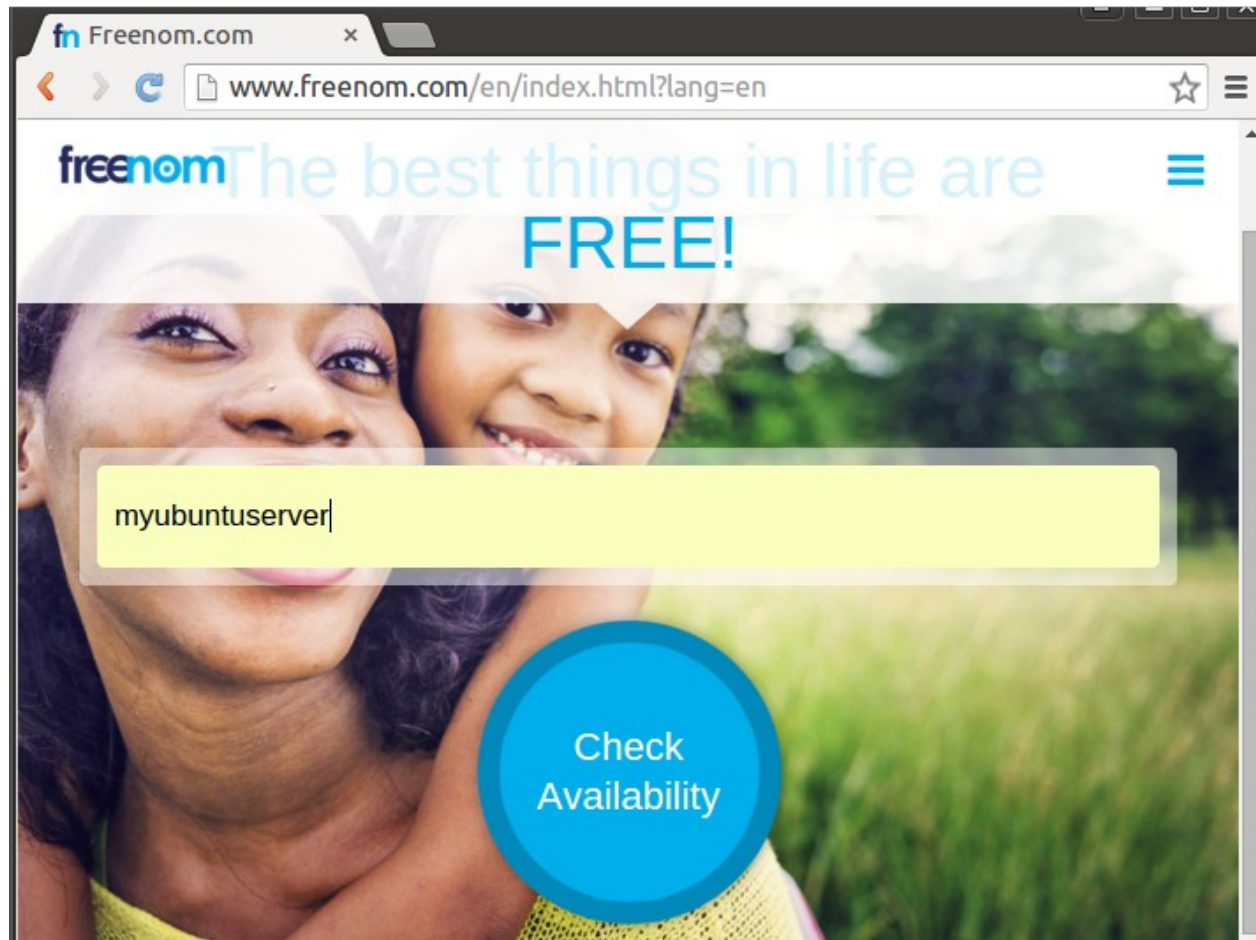 fn Freenom.com ×
www.freenom.com/en/index.html?lang=en
freenom
The best things in life are
FREE!
myubuntuserver
Check
Availability